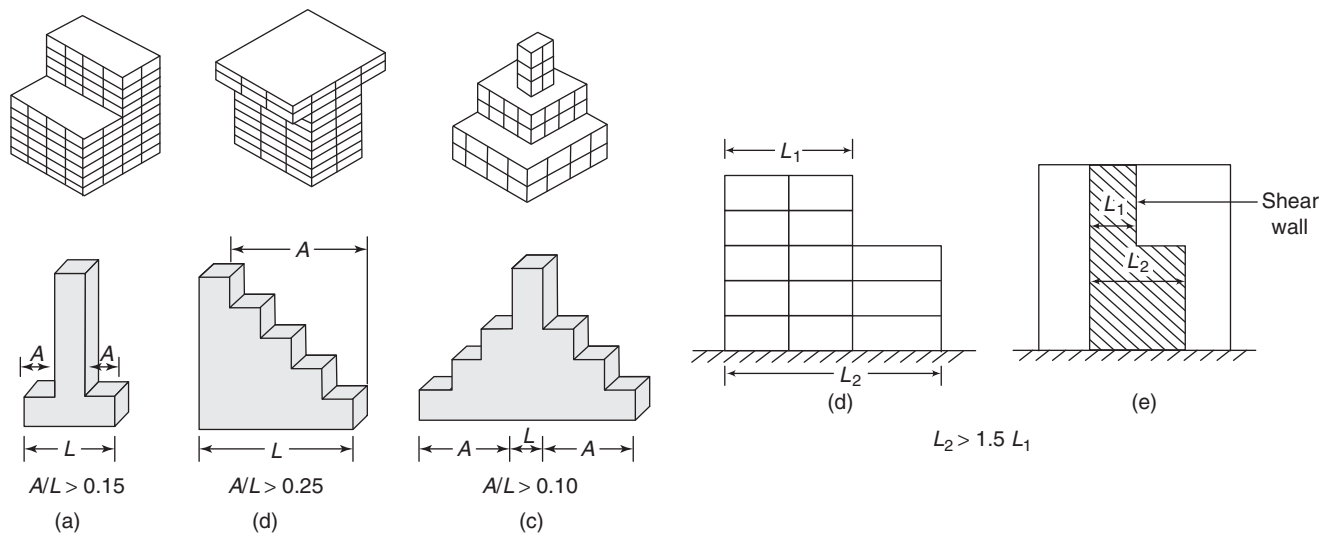 A
A
L
A/L > 0.15
(a)
A
L
A/L > 0.25
(d)
A
L
A
A/L > 0.10
(c)
L1
L2
(d)
L1
L2
Shear
wall
(e)
L2 > 1.5 L1